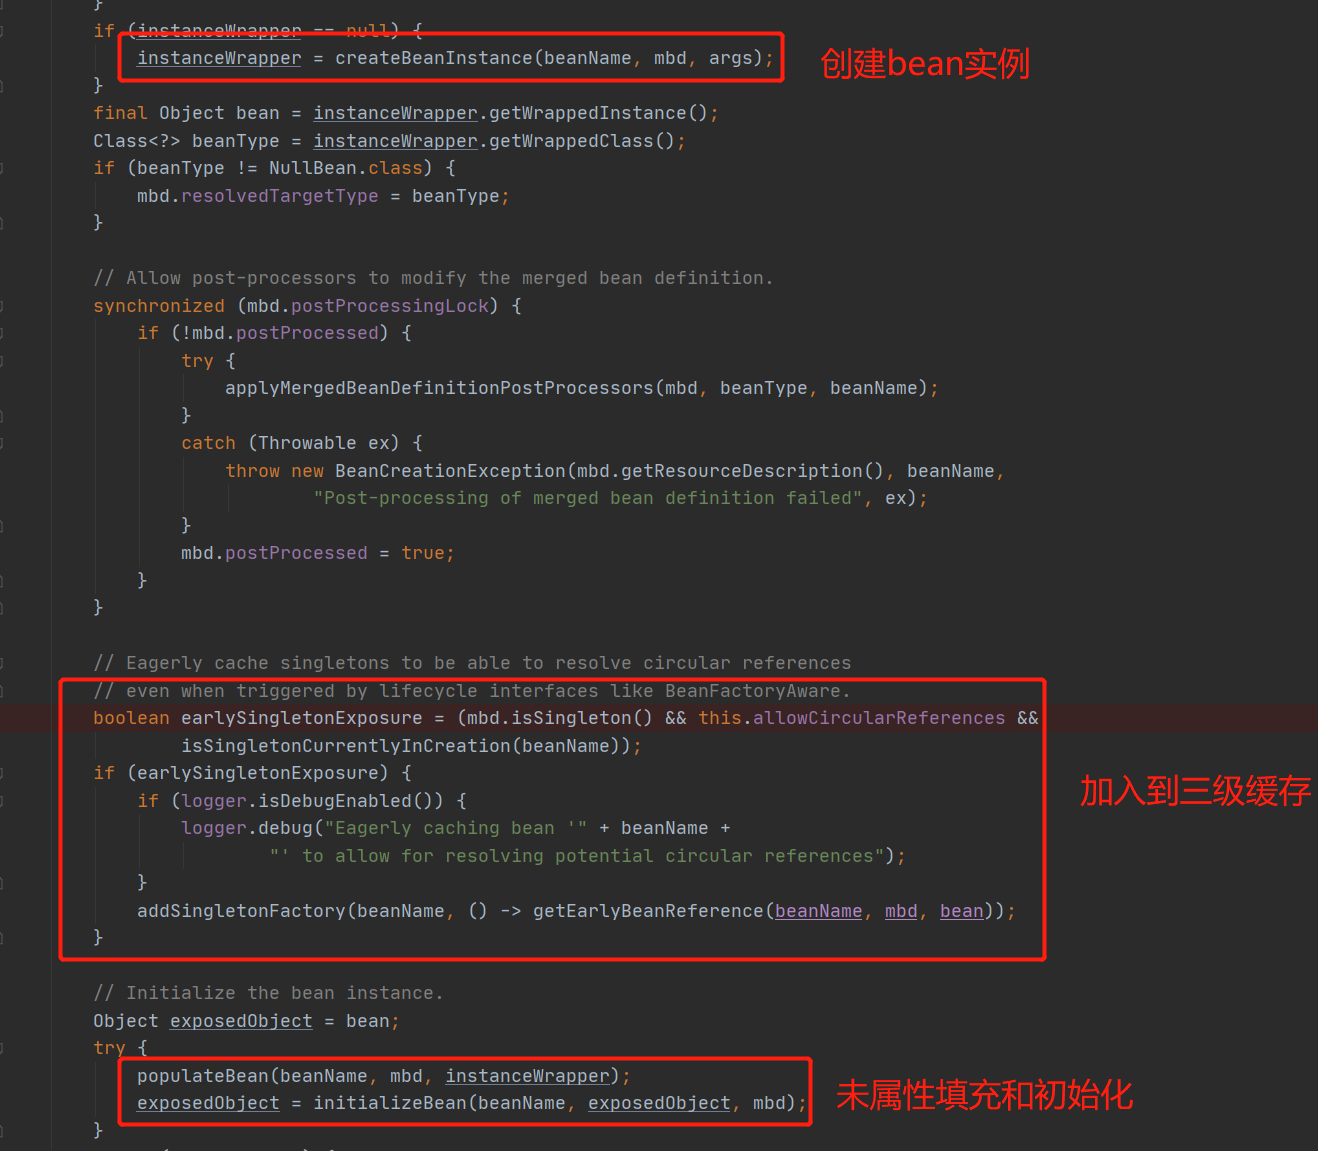 }
if (instanceWrapper == null) {
instanceWrapper = createBeanInstance(beanName, mbd, args);
创建bean实例
}
final Object bean = instanceWrapper.getWrappedInstance();
Class<?> beanType = instanceWrapper.getWrappedClass();
if (beanType != NullBean.class) {
mbd.resolvedTargetType = beanType;
}
// Allow post-processors to modify the merged bean definition.
synchronized (mbd.postProcessingLock) {
if (!mbd.postProcessed) {
try {
applyMergedBeanDefinitionPostProcessors(mbd, beanType, beanName);
}
catch (Throwable ex) {
throw new BeanCreationException(mbd.getResourceDescription(), beanName,
"Post-processing of merged bean definition failed", ex);
}
mbd.postProcessed = true;
}
}
// Eagerly cache singletons to be able to resolve circular references
// even when triggered by lifecycle interfaces like BeanFactoryAware.
boolean earlySingletonExposure = (mbd.isSingleton() && this.allowCircularReferences &&
isSingletonCurrentlyInCreation(beanName));
if (earlySingletonExposure) {
加入到三级缓存
if (logger.isDebugEnabled()) {
logger.debug("Eagerly caching bean '" + beanName +
"' to allow for resolving potential circular references");
}
addSingletonFactory(beanName, () -> getEarlyBeanReference(beanName, mbd, bean));
}
// Initialize the bean instance.
Object exposedObject = bean;
try {
populateBean(beanName, mbd, instanceWrapper);
exposedObject = initializeBean(beanName, exposedObject, mbd);
未属性填充和初始化
}